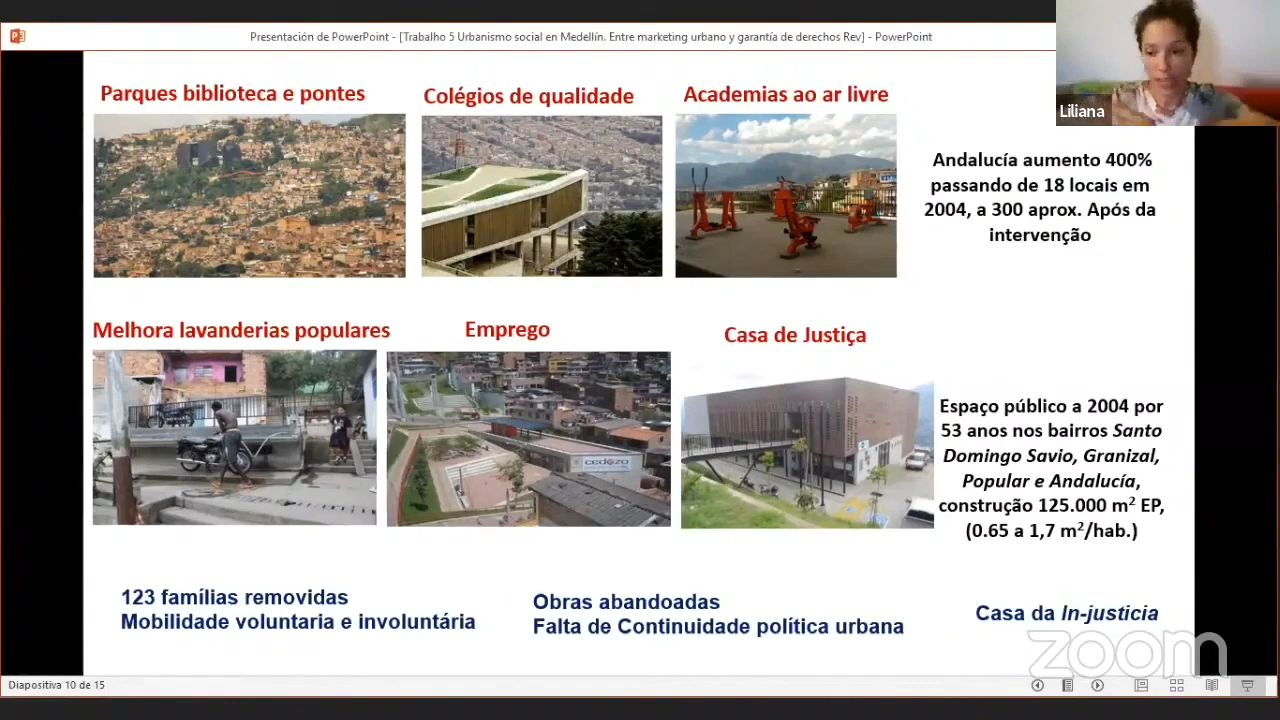 Presentación de PowerPoint - [Trabalho 5 Urbanismo social en Medellín. Entre marketing urbano y garantía de derechos Rev] - PowerPoint
Liliana
Parques biblioteca e pontes
Colégios de qualidade
Academias ao ar livre
Andalucía aumento 400%
passando de 18 locais em
2004, a 300 aprox. Após da
intervenção
Melhora lavanderias populares
Emprego
Casa de Justiça
cedezo
Espaço público a 2004 por
53 anos nos bairros Santo
Domingo Savio, Granizal,
Popular e Andalucía,
construção 125.000 m² EP,
(0.65 a 1,7 m²/hab.)
123 famílias removidas
Mobilidade voluntaria e involuntária
Obras abandoadas
Falta de Continuidade política urbana
Casa da In-justicia
zoom
Diapositiva 10 de 15